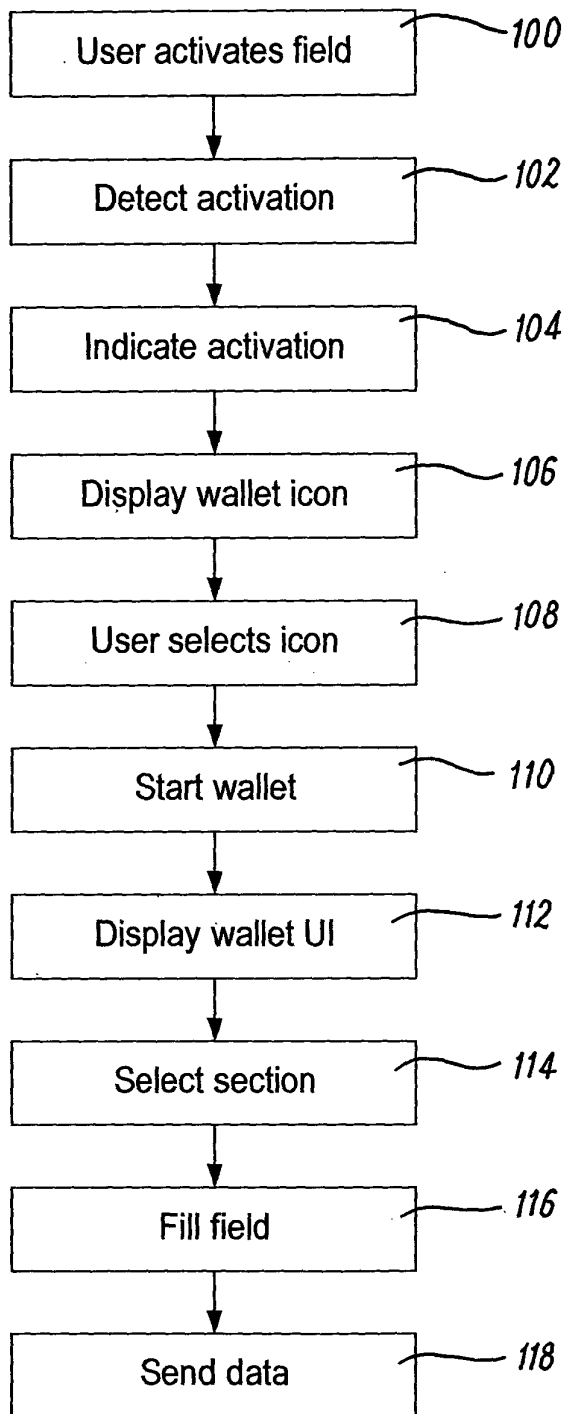 User activates field 100
Detect activation 102
Indicate activation 104
Display wallet icon 106
User selects icon 108
Start wallet 110
Display wallet UI 112
Select section 114
Fill field 116
Send data 118